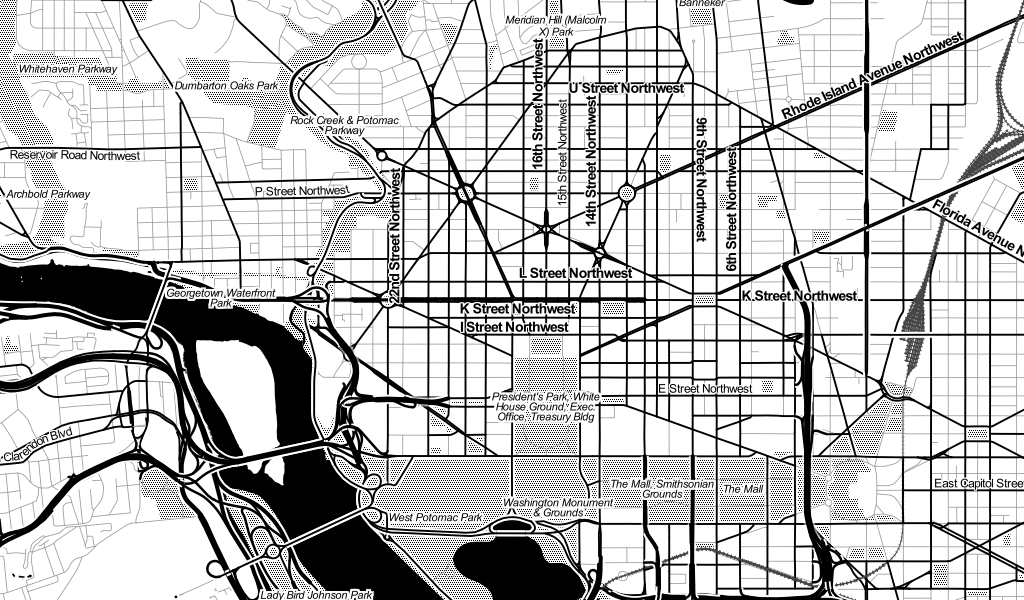 Banneker
Meridian Hill (Malcolm
X) Park
Whitehaven Parkway
Dumbarton Oaks Park
Rock Creek & Potomac
Parkway
U Street Northwest
Rhode Island Avenue Northwest
16th Street Northwest
15th Street Northwest
14th Street Northwest
9th Street Northwest
6th Street Northwest
Reservoir Road Northwest
P Street Northwest
Archbold Parkway
22nd Street Northwest
Florida Avenue N
L Street Northwest
Georgetown Waterfront
Park
K Street Northwest
K Street Northwest
I Street Northwest
E Street Northwest
President's Park, White
House Ground, Exec.
Office, Treasury Bldg
Clarendon Blvd
The Mall, Smithsonian
Grounds
The Mall
East Capitol Street
Washington Monument
& Grounds
West Potomac Park
Lady Bird Johnson Park